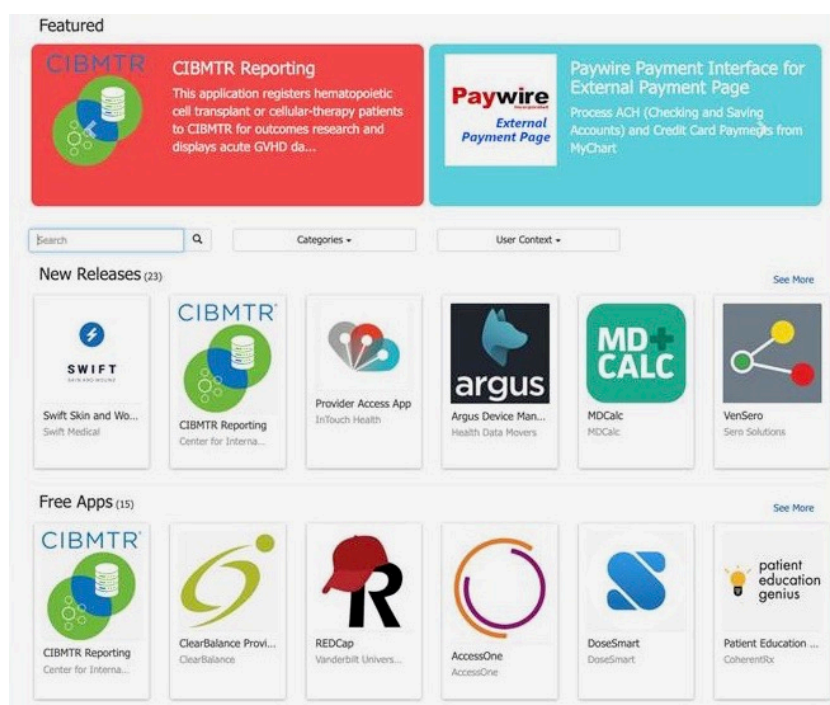 Featured
CIBMTR
CIBMTR Reporting
This application registers hematopoietic
cell transplant or cellular-therapy patients
to CIBMTR for outcomes research and
displays acute GVHD da...
Paywire
External
Payment Page
Paywire Payment Interface for
External Payment Page
Process ACH (Checking and Saving
Accounts) and Credit Card Payments from
MyChart
Search
Categories
User Context
New Releases (23)
See More
SWIFT
SKIN AND WOUND
Swift Skin and Wo...
Swift Medical
CIBMTR
CIBMTR Reporting
Center for Interna...
Provider Access App
InTouch Health
argus
Argus Device Man...
Health Data Movers
MD
CALC
MDCalc
MDCalc
VenSero
Sero Solutions
Free Apps (15)
See More
CIBMTR
CIBMTR Reporting
Center for Interna...
ClearBalance Provi...
ClearBalance
R
REDCap
Vanderbilt Univers...
AccessOne
AccessOne
S
DoseSmart
DoseSmart
patient
education
genius
Patient Education ...
CoherentRx